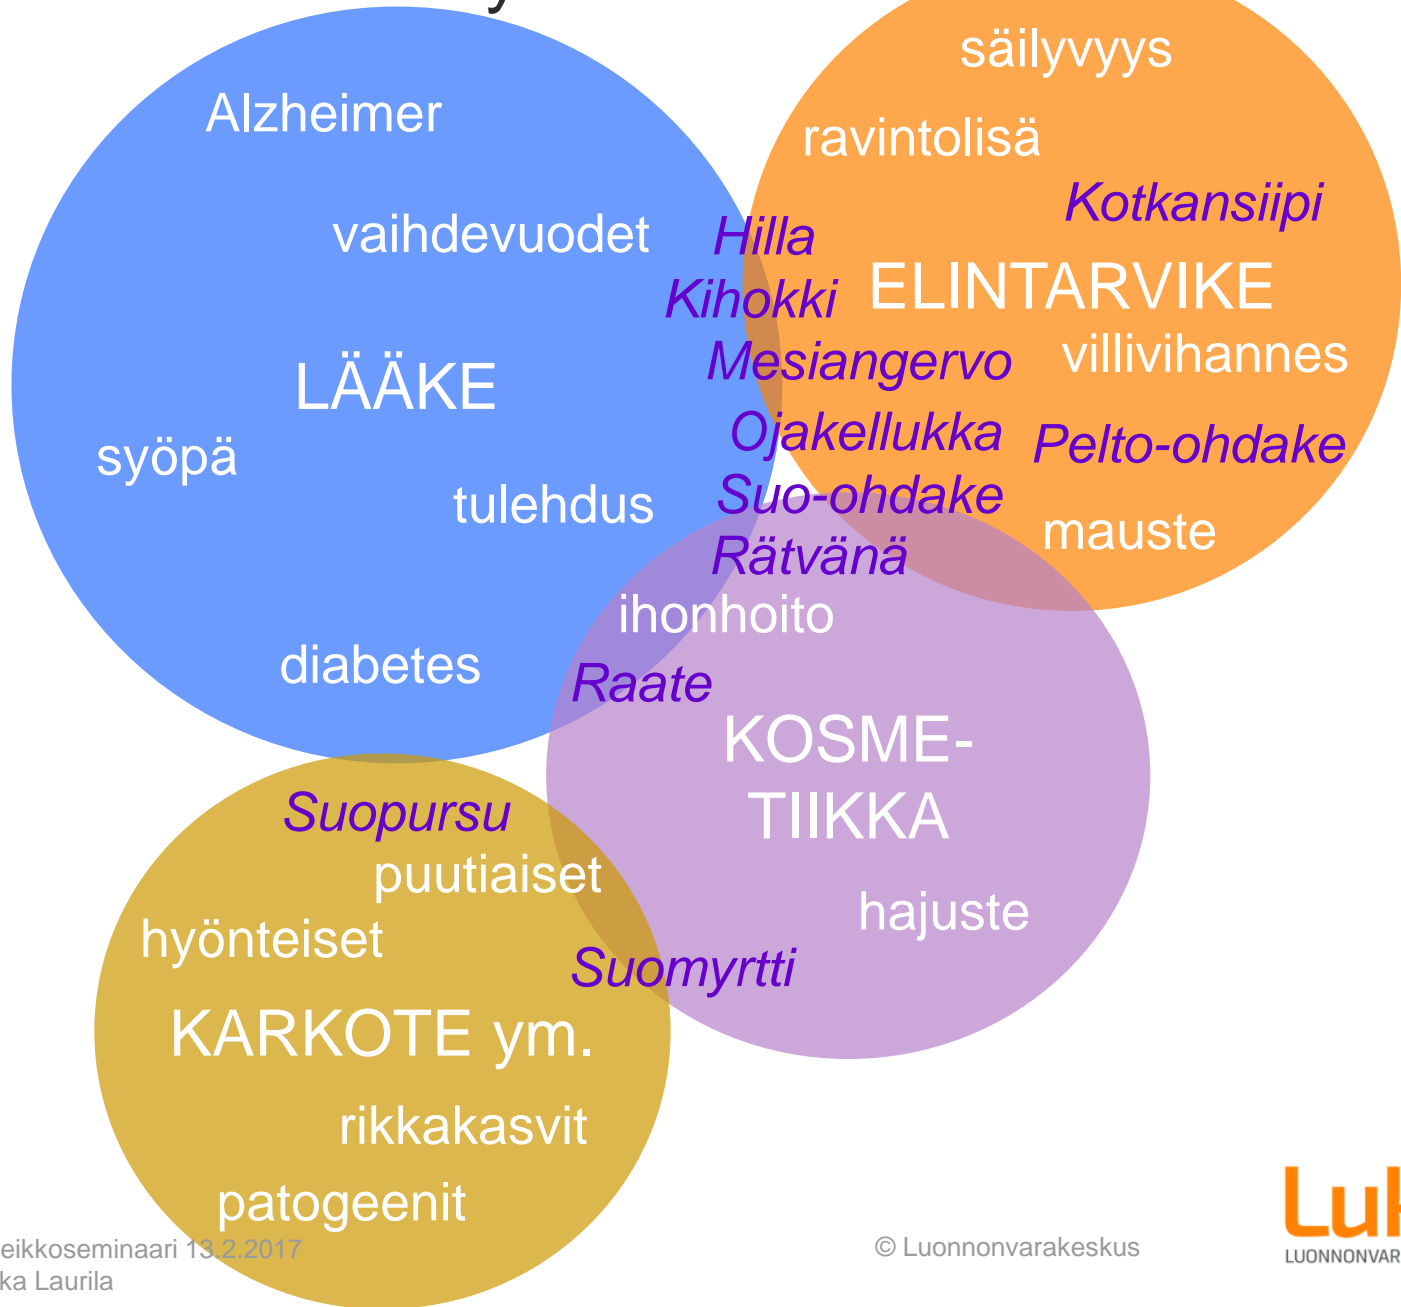 säilyvyys
Alzheimer
ravintolisä
Kotkansiipi
vaihdevuodet
Hilla
Kihokki
ELINTARVIKE
Mesiangervo
villivihannes
LÄÄKE
Ojakellukka
Pelto-ohdake
syöpä
Suo-ohdake
tulehdus
mauste
Rätvänä
ihonhoito
diabetes
Raate
KOSME-
TIIKKA
Suopursu
puutiaiset
hajuste
hyönteiset
Suomyrtti
KARKOTE ym.
rikkakasvit
patogeenit
eikkoseminaari 13.2.2017
ka Laurila
© Luonnonvarakeskus
Luk
LUONNONVAR